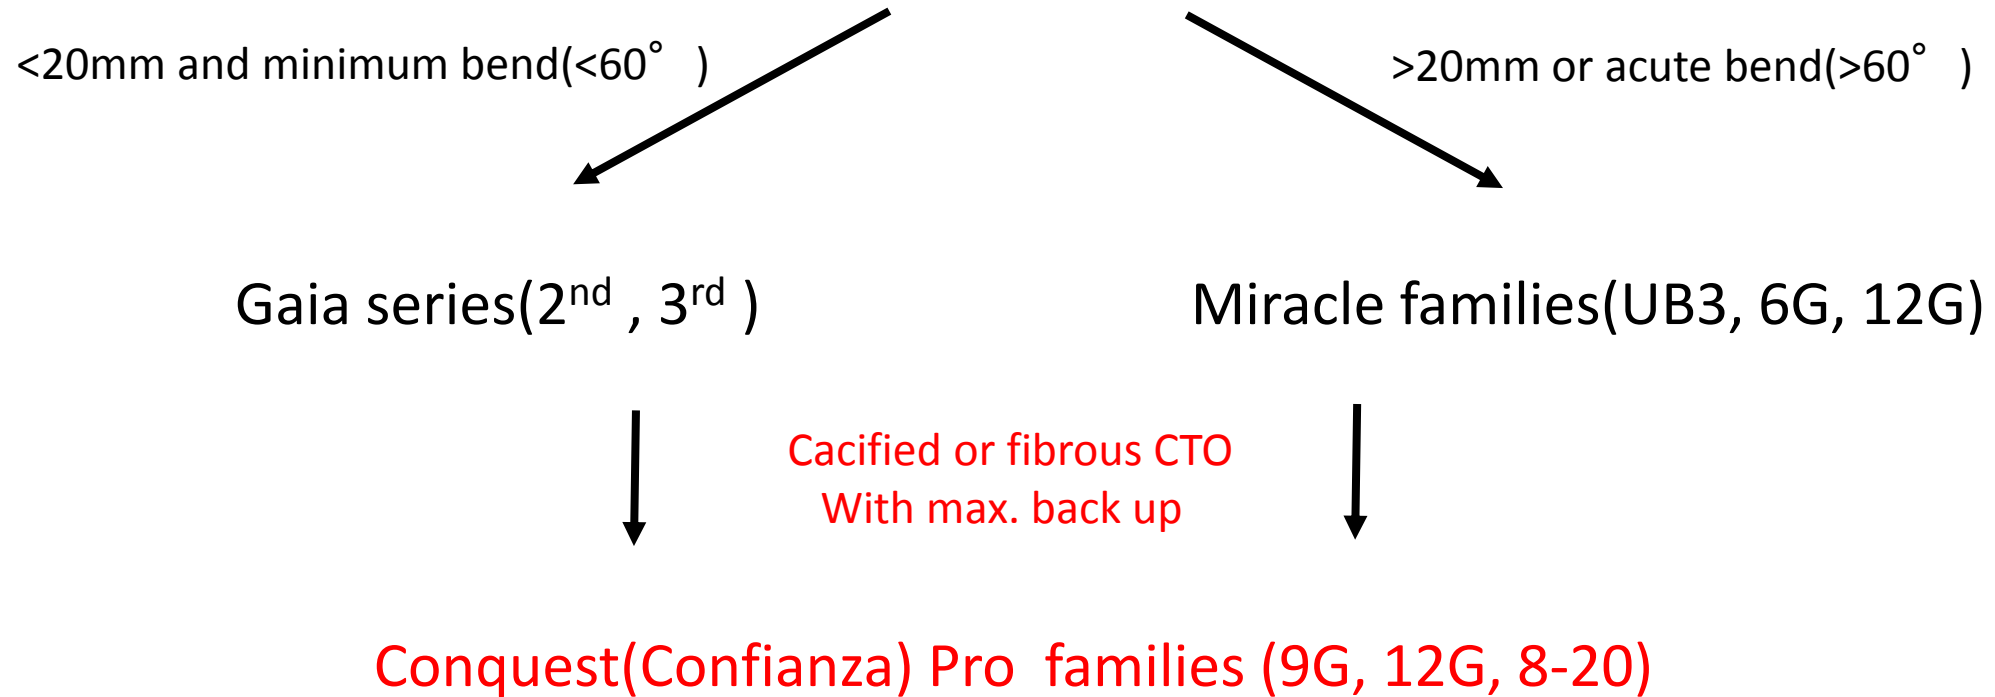 <20mm and minimum bend(<60° )
>20mm or acute bend(>60° )
Gaia series(2nd , 3rd )
Miracle families(UB3, 6G, 12G)
Cacified or fibrous CTO
With max. back up
Conquest(Confianza) Pro families (9G, 12G, 8-20)